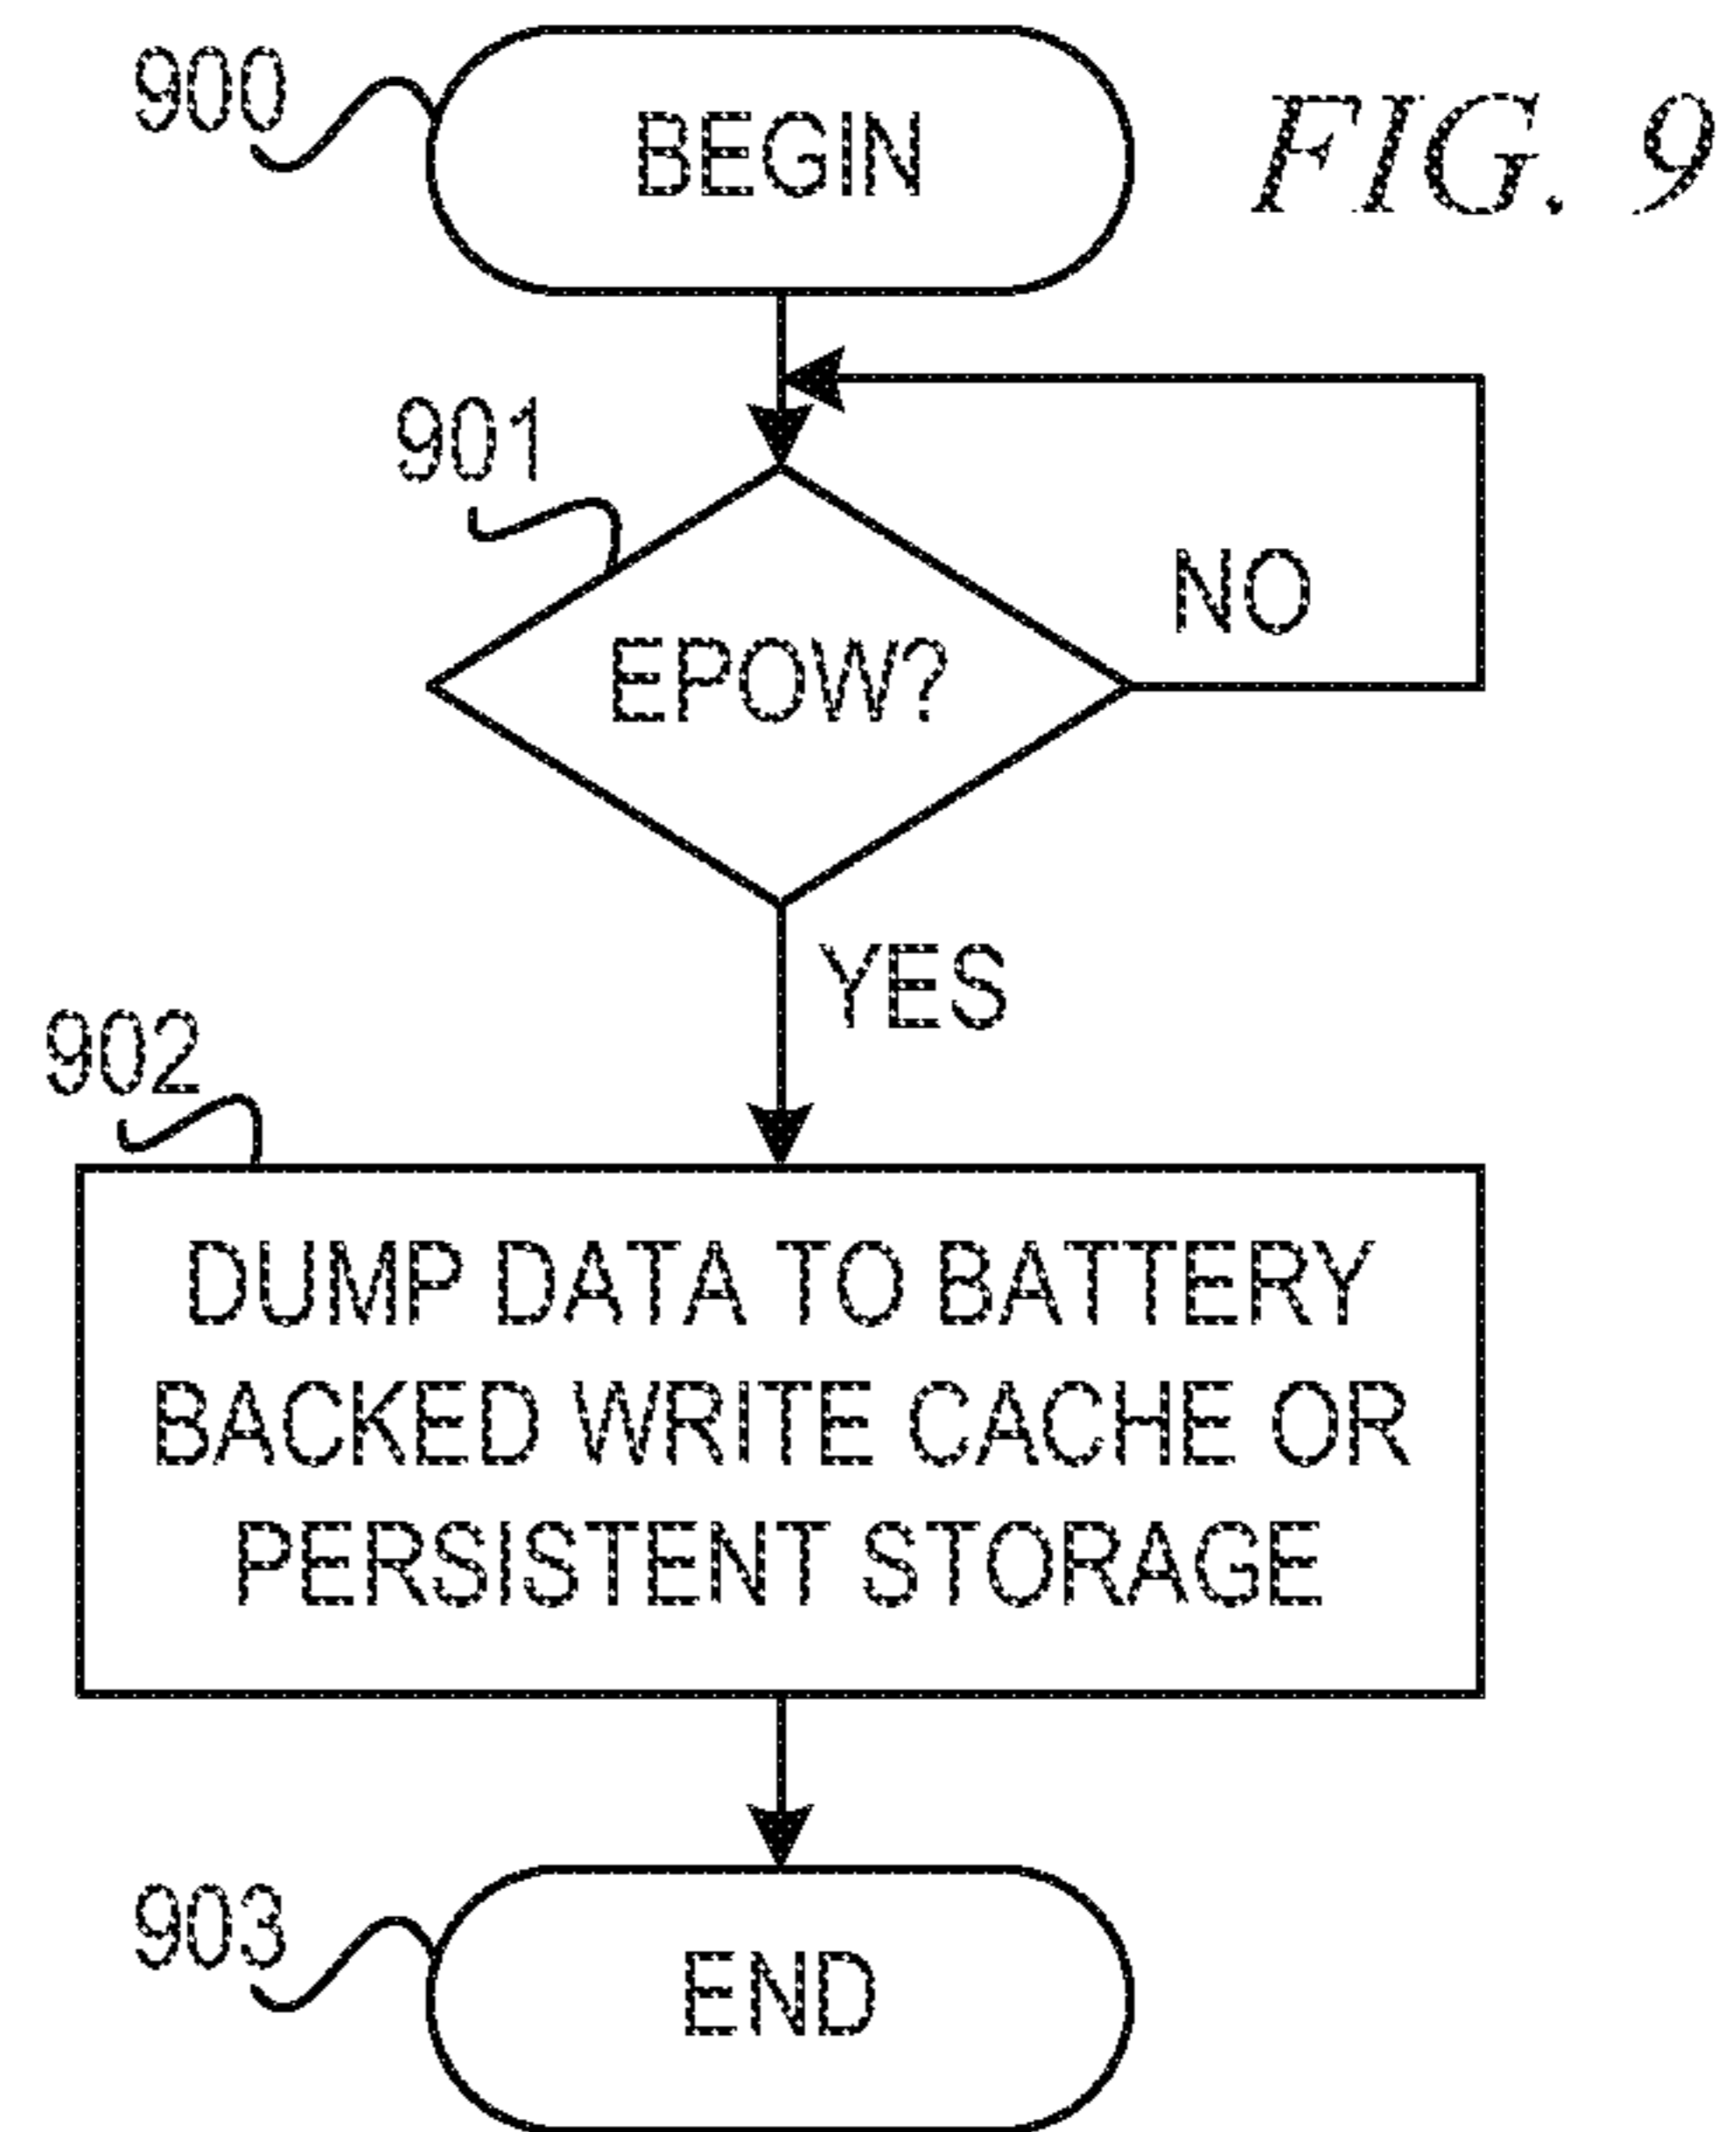 900
BEGIN
FIG. 9
901
EPOW?
NO
YES
902
DUMP DATA TO BATTERY
BACKED WRITE CACHE OR
PERSISTENT STORAGE
903
END